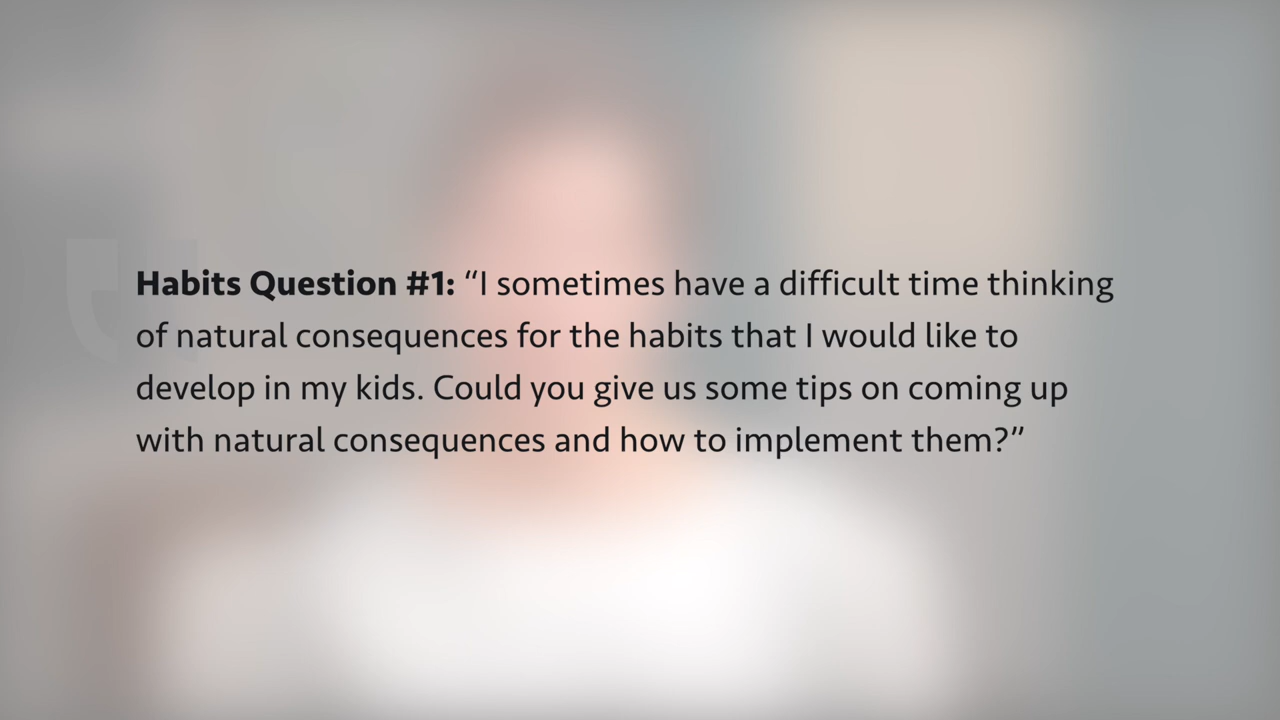 Habits Question #1: “I sometimes have a difficult time thinking
of natural consequences for the habits that I would like to
develop in my kids. Could you give us some tips on coming up
with natural consequences and how to implement them?”